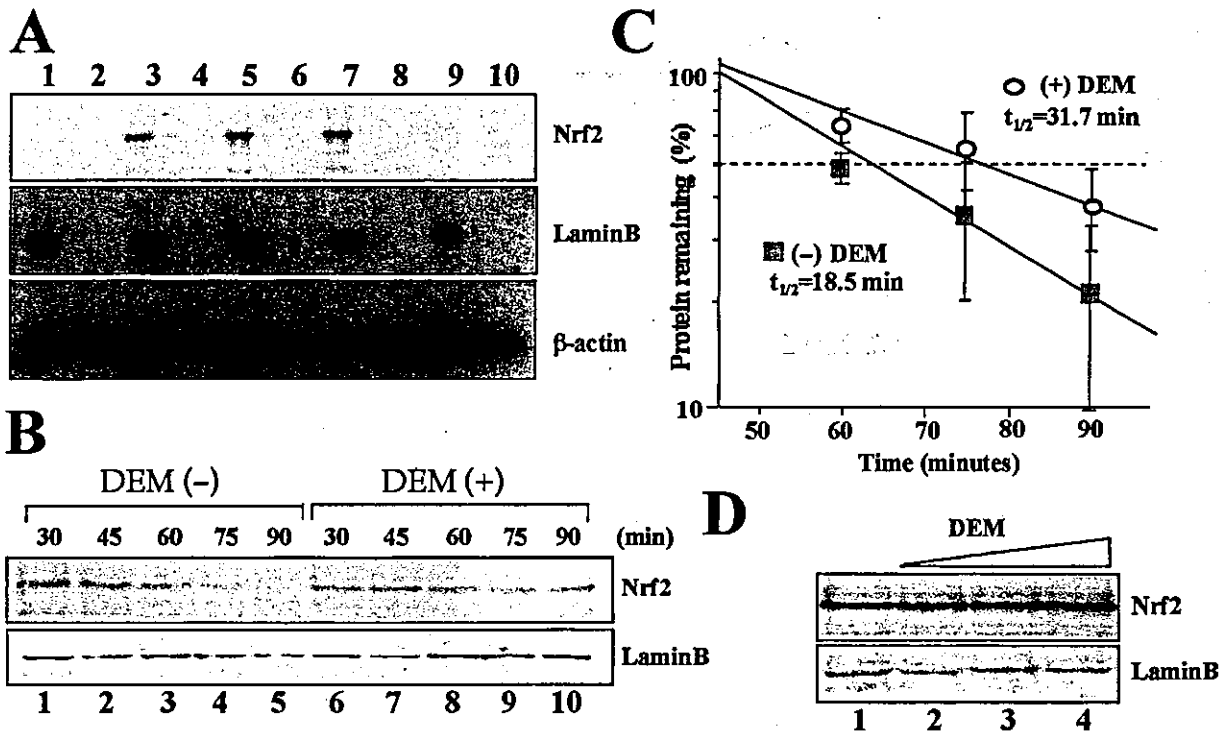 A
1 2 3 4 5 6 7 8 9 10
Nrf2
LaminB
β-actin
B
DEM (–) DEM (+)
30 45 60 75 90 30 45 60 75 90 (min)
Nrf2
LaminB
1 2 3 4 5 6 7 8 9 10
C
100
(+) DEM
t1/2=31.7 min
Protein remaining (%)
(–) DEM
t1/2=18.5 min
10
50 60 70 80 90
Time (minutes)
D
DEM
Nrf2
LaminB
1 2 3 4